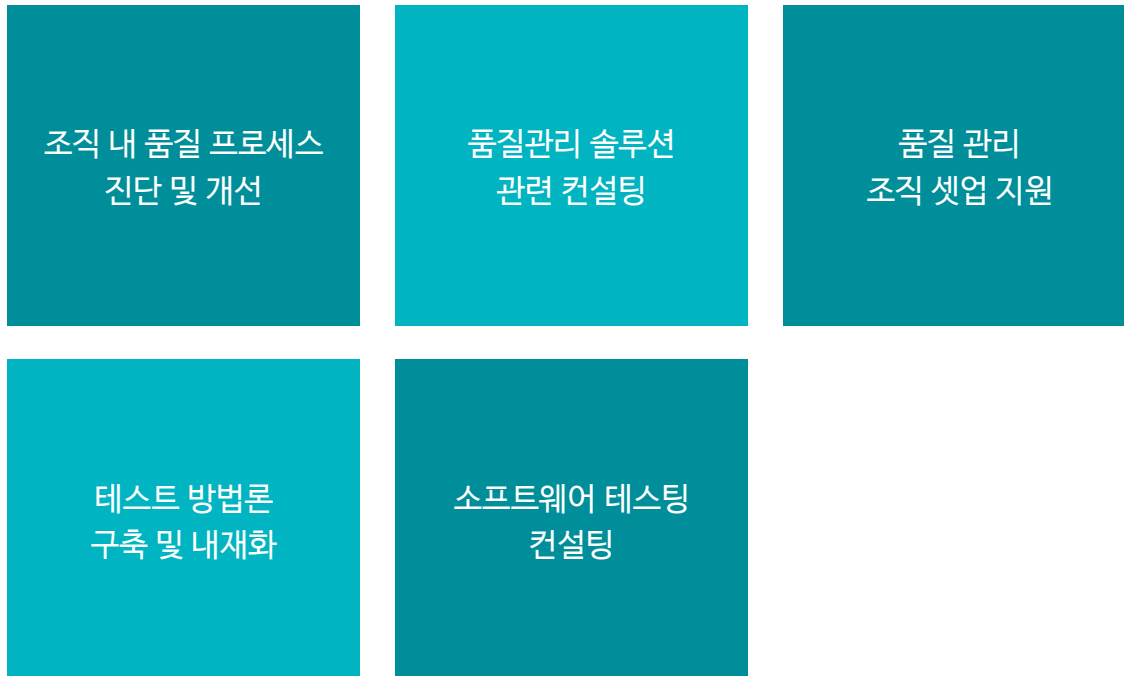 조직 내 품질 프로세스
진단 및 개선
품질관리 솔루션
관련 컨설팅
품질 관리
조직 셋업 지원
테스트 방법론
구축 및 내재화
소프트웨어 테스팅
컨설팅